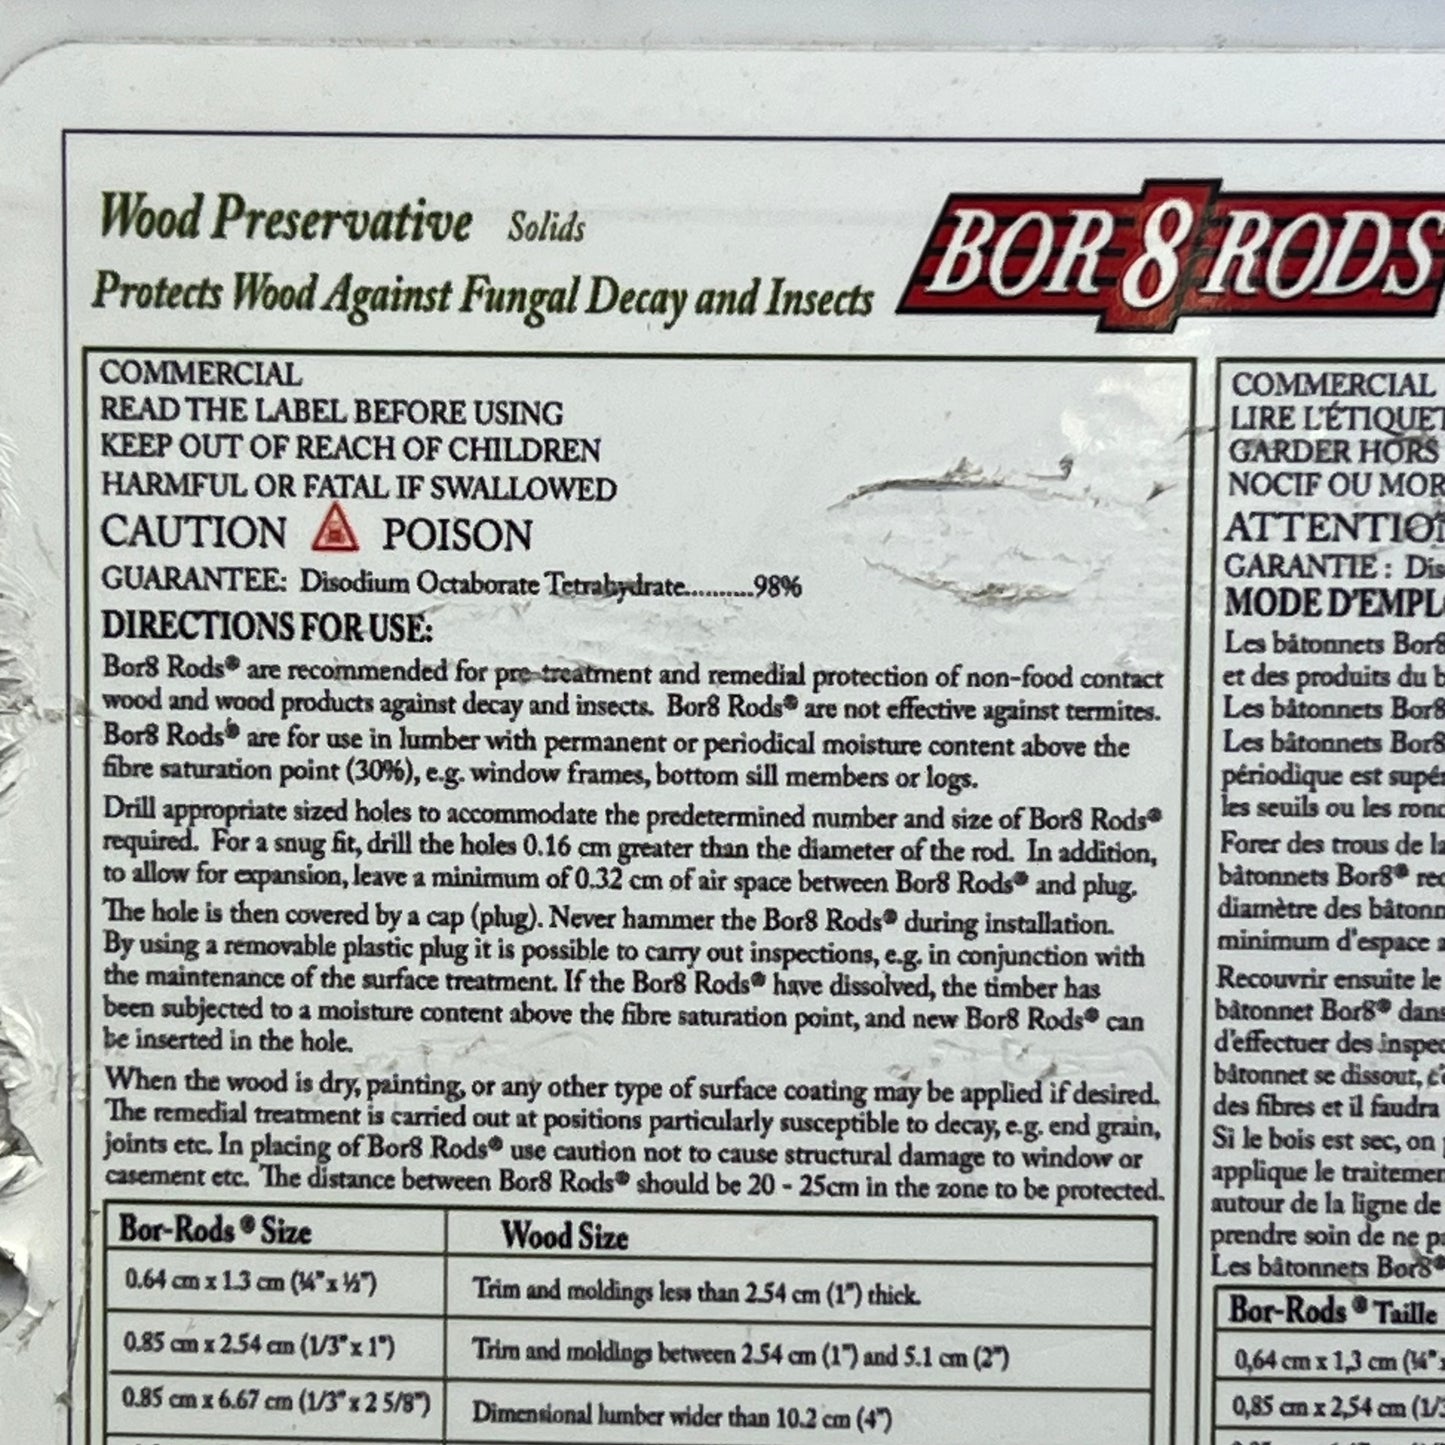 Wood Preservative Solids
Protects Wood Against Fungal Decay and Insects
BOR 8 RODS
COMMERCIAL
READ THE LABEL BEFORE USING
KEEP OUT OF REACH OF CHILDREN
HARMFUL OR FATAL IF SWALLOWED
CAUTION POISON
GUARANTEE: Disodium Octaborate Tetrahydrate..........98%
DIRECTIONS FOR USE:
Bor8 Rods® are recommended for pre-treatment and remedial protection of non-food contact
wood and wood products against decay and insects. Bor8 Rods® are not effective against termites.
Bor8 Rods® are for use in lumber with permanent or periodical moisture content above the
fibre saturation point (30%), e.g. window frames, bottom sill members or logs.
Drill appropriate sized holes to accommodate the predetermined number and size of Bor8 Rods®
required. For a snug fit, drill the holes 0.16 cm greater than the diameter of the rod. In addition,
to allow for expansion, leave a minimum of 0.32 cm of air space between Bor8 Rods® and plug.
The hole is then covered by a cap (plug). Never hammer the Bor8 Rods® during installation.
By using a removable plastic plug it is possible to carry out inspections, e.g. in conjunction with
the maintenance of the surface treatment. If the Bor8 Rods® have dissolved, the timber has
been subjected to a moisture content above the fibre saturation point, and new Bor8 Rods® can
be inserted in the hole.
When the wood is dry, painting, or any other type of surface coating may be applied if desired.
The remedial treatment is carried out at positions particularly susceptible to decay, e.g. end grain,
joints etc. In placing of Bor8 Rods® use caution not to cause structural damage to window or
casement etc. The distance between Bor8 Rods® should be 20 - 25cm in the zone to be protected.
Bor-Rods® Size Wood Size
0.64 cm x 1.3 cm (¼" x ½") Trim and moldings less than 2.54 cm (1") thick.
0.85 cm x 2.54 cm (1/3" x 1") Trim and moldings between 2.54 cm (1") and 5.1 cm (2")
0.85 cm x 6.67 cm (1/3" x 2 5/8") Dimensional lumber wider than 10.2 cm (4")
COMMERCIAL
LIRE L'ÉTIQUET
GARDER HORS
NOCIF OU MOR
ATTENTION
GARANTIE : Dis
MODE D'EMPL
Les bâtonnets Bor8
et des produits du b
Les bâtonnets Bor8
Les bâtonnets Bor8
périodique est supér
les seuils ou les rond
Forer des trous de la
bâtonnets Bor8® req
diamètre des bâtonn
minimum d'espace a
Recouvrir ensuite le
bâtonnet Bor8® dans
d'effectuer des inspec
bâtonnet se dissout, c'
des fibres et il faudra
Si le bois est sec, on
applique le traitemen
autour de la ligne de
prendre soin de ne pa
Les bâtonnets Bor8®
Bor-Rods® Taille
0,64 cm x 1,3 cm (¼"
0,85 cm x 2,54 cm (1/3